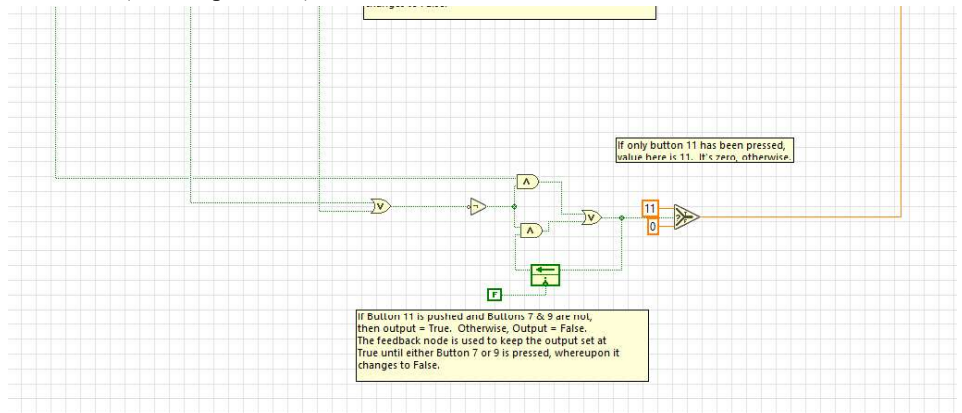 changes to False.
If only button 11 has been pressed,
value here is 11. It's zero, otherwise.
11
0
?
F
If Button 11 is pushed and Buttons 7 & 9 are not,
then output = True. Otherwise, Output = False.
The feedback node is used to keep the output set at
True until either Button 7 or 9 is pressed, whereupon it
changes to False.